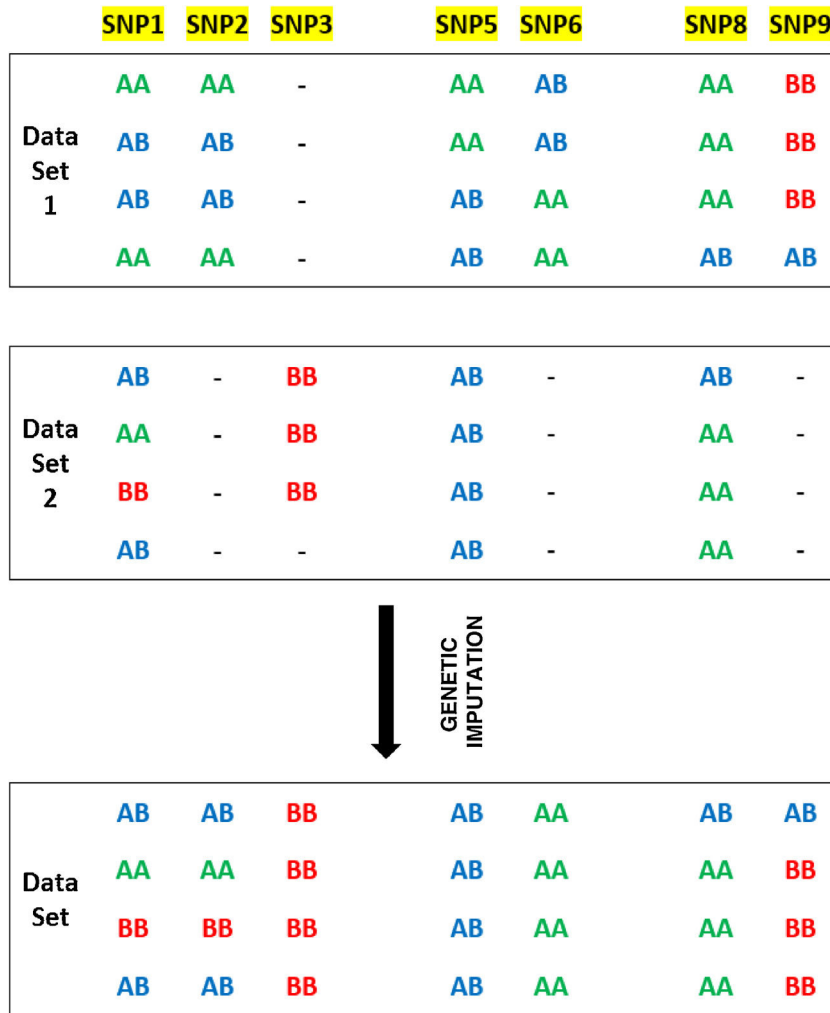 SNP1 SNP2 SNP3 SNP5 SNP6 SNP8 SNP9
AA AA - AA AB AA BB
Data
AB AB - AA AB AA BB
Set
1
AB AB - AB AA AA BB
AA AA - AB AA AB AB
AB - BB AB - AB -
Data
AA - BB AB - AA -
Set
2
BB - BB AB - AA -
AB - - AB - AA -
GENETIC
IMPUTATION
AB AB BB AB AA AB AB
AA AA BB AB AA AA BB
Data
Set
BB BB BB AB AA AA BB
AB AB BB AB AA AA BB